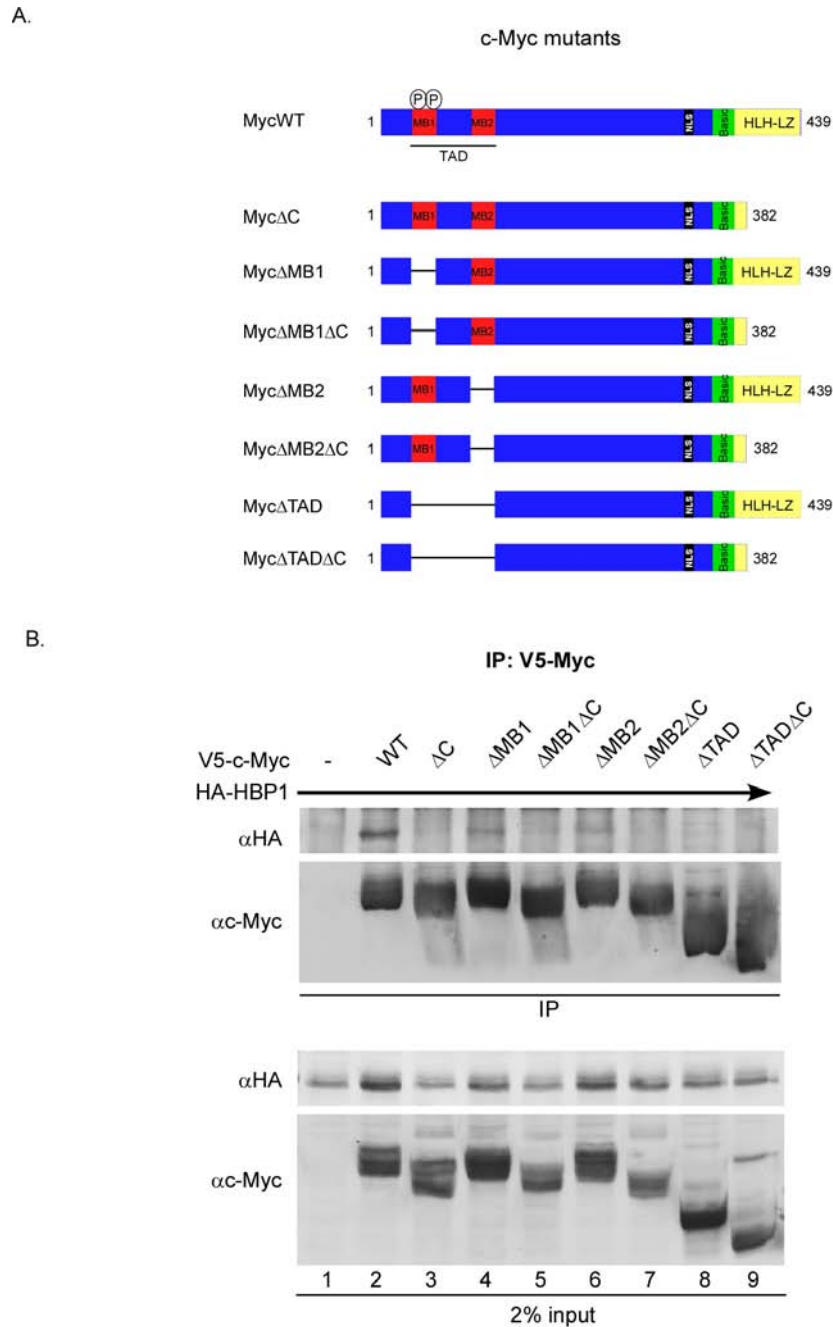 A.
c-Myc mutants
P P
MycWT 1 MB1 MB2 NLS Basic HLH-LZ 439
TAD
MycΔC 1 MB1 MB2 NLS Basic 382
MycΔMB1 1 MB2 NLS Basic HLH-LZ 439
MycΔMB1ΔC 1 MB2 NLS Basic 382
MycΔMB2 1 MB1 NLS Basic HLH-LZ 439
MycΔMB2ΔC 1 MB1 NLS Basic 382
MycΔTAD 1 NLS Basic HLH-LZ 439
MycΔTADΔC 1 NLS Basic 382
B.
IP: V5-Myc
V5-c-Myc - WT ΔC ΔMB1 ΔMB1ΔC ΔMB2 ΔMB2ΔC ΔTAD ΔTADΔC
HA-HBP1
αHA
αc-Myc
IP
αHA
αc-Myc
1 2 3 4 5 6 7 8 9
2% input